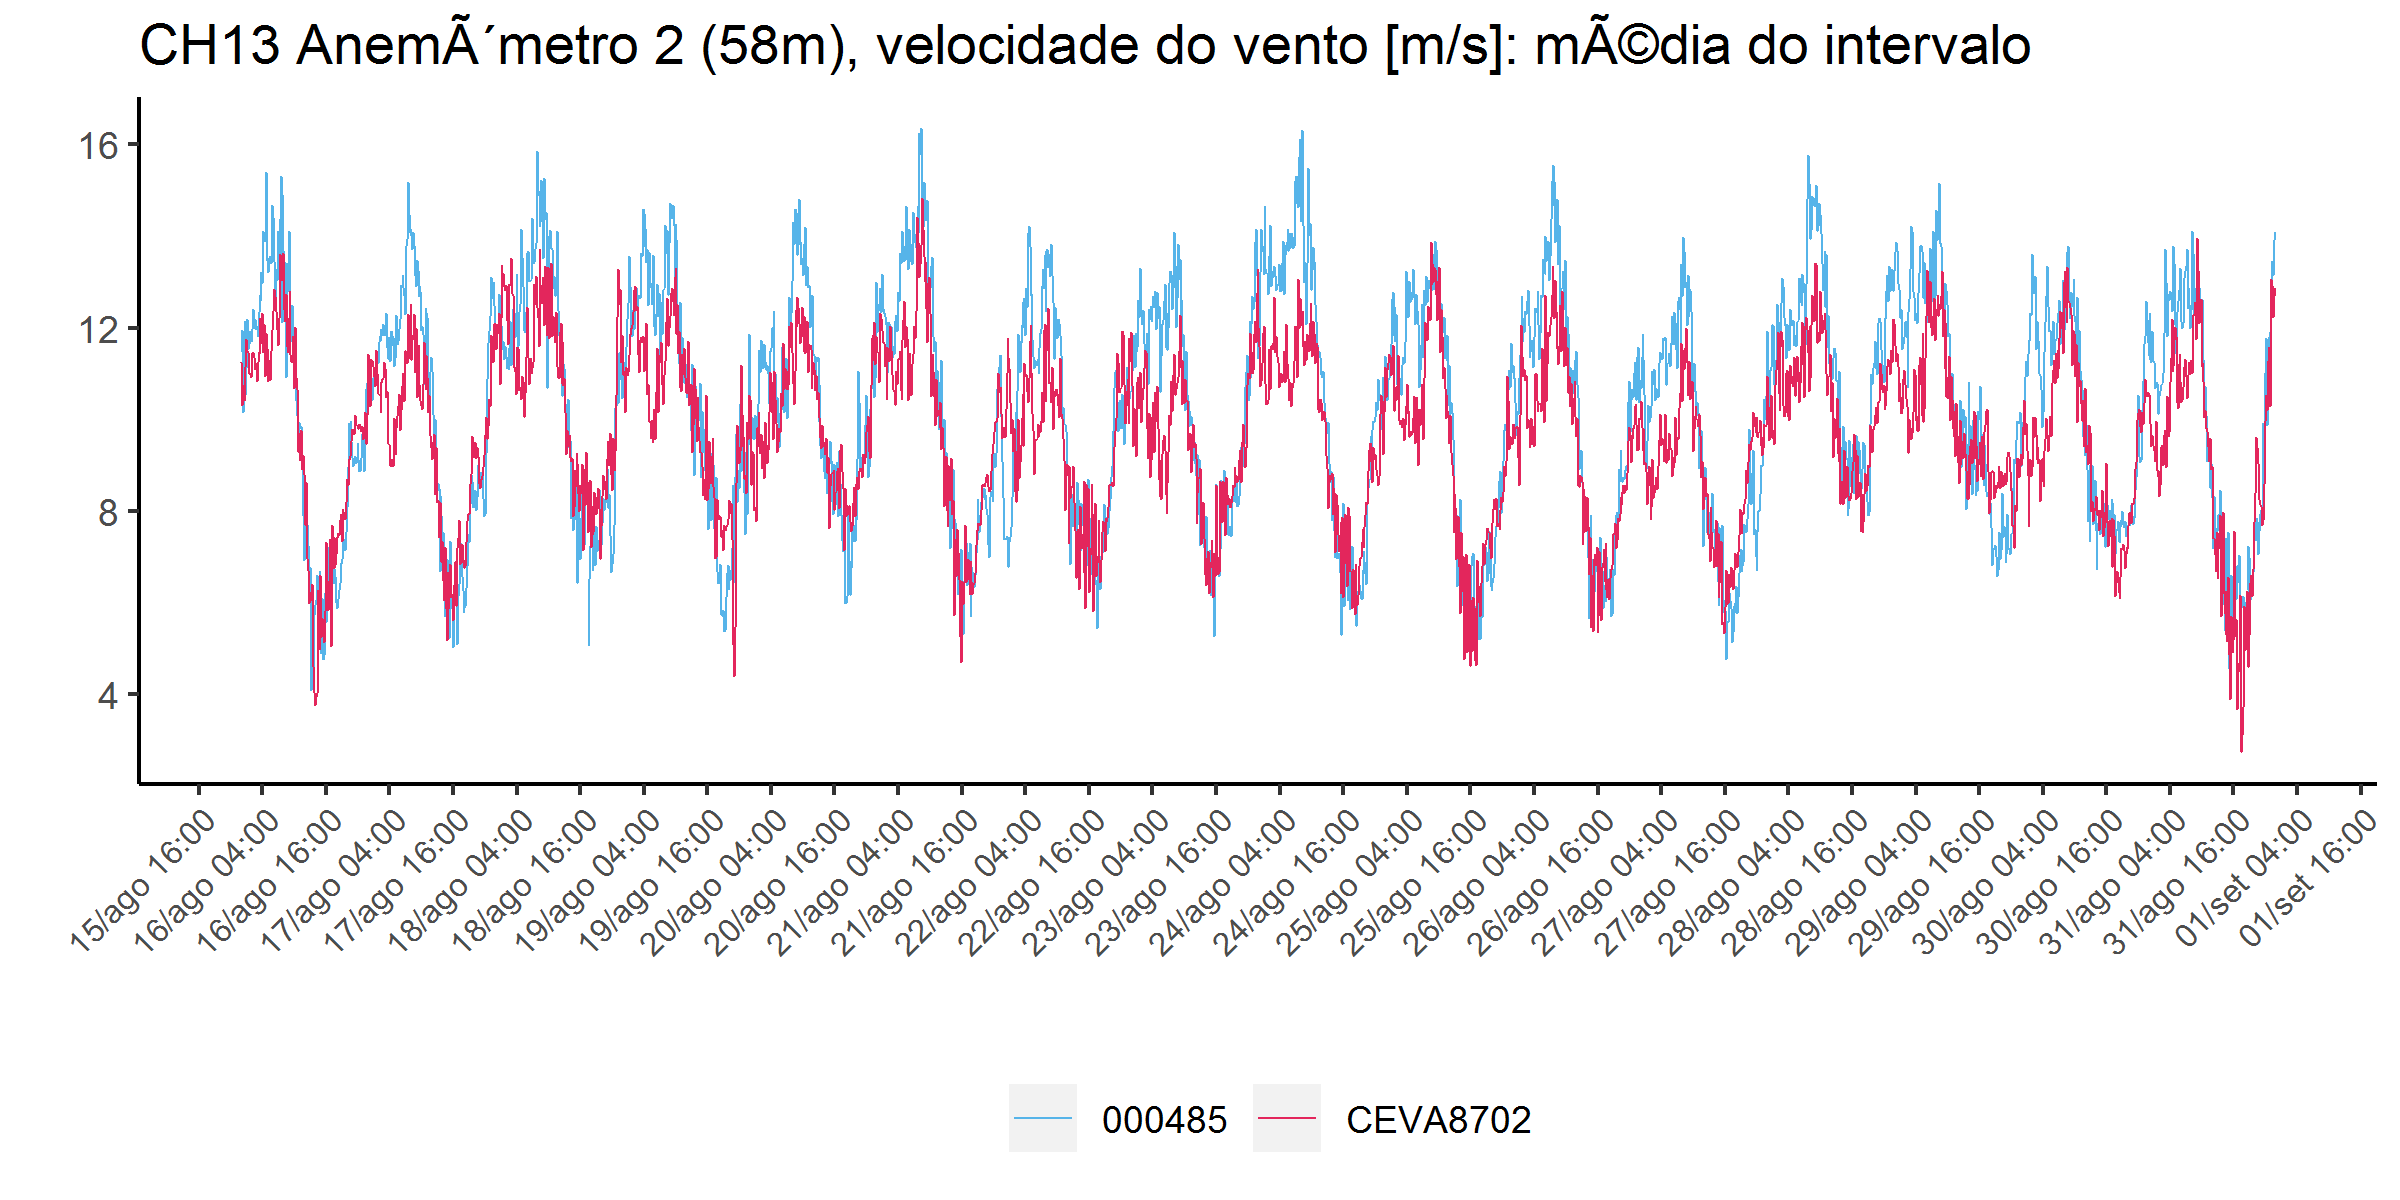 CH13 AnemÃ´metro 2 (58m), velocidade do vento [m/s]: mÃ©dia do intervalo
16
12
8
4
15/ago 16:00
16/ago 04:00
16/ago 16:00
17/ago 04:00
17/ago 16:00
18/ago 04:00
18/ago 16:00
19/ago 04:00
19/ago 16:00
20/ago 04:00
20/ago 16:00
21/ago 04:00
21/ago 16:00
22/ago 04:00
22/ago 16:00
23/ago 04:00
23/ago 16:00
24/ago 04:00
24/ago 16:00
25/ago 04:00
25/ago 16:00
26/ago 04:00
26/ago 16:00
27/ago 04:00
27/ago 16:00
28/ago 04:00
28/ago 16:00
29/ago 04:00
29/ago 16:00
30/ago 04:00
30/ago 16:00
31/ago 04:00
31/ago 16:00
01/set 04:00
01/set 16:00
000485
CEVA8702